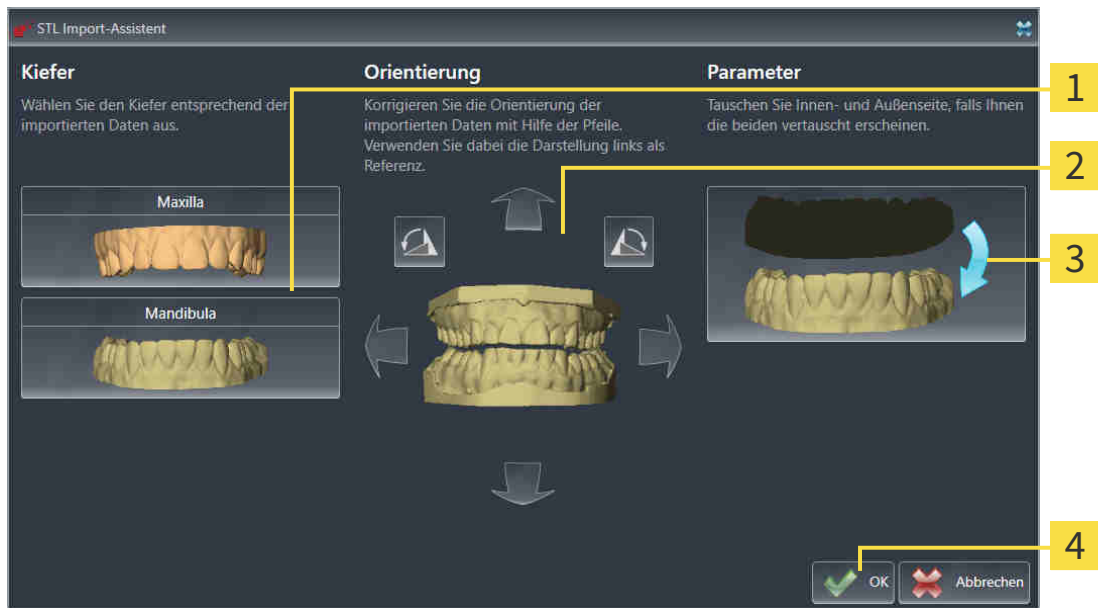 STL Import-Assistent
Kiefer
Wählen Sie den Kiefer entsprechend der
importierten Daten aus.
Maxilla
Mandibula
Orientierung
Korrigieren Sie die Orientierung der
importierten Daten mit Hilfe der Pfeile.
Verwenden Sie dabei die Darstellung links als
Referenz.
Parameter
Tauschen Sie Innen- und Außenseite, falls Ihnen
die beiden vertauscht erscheinen.
OK
Abbrechen
1
2
3
4